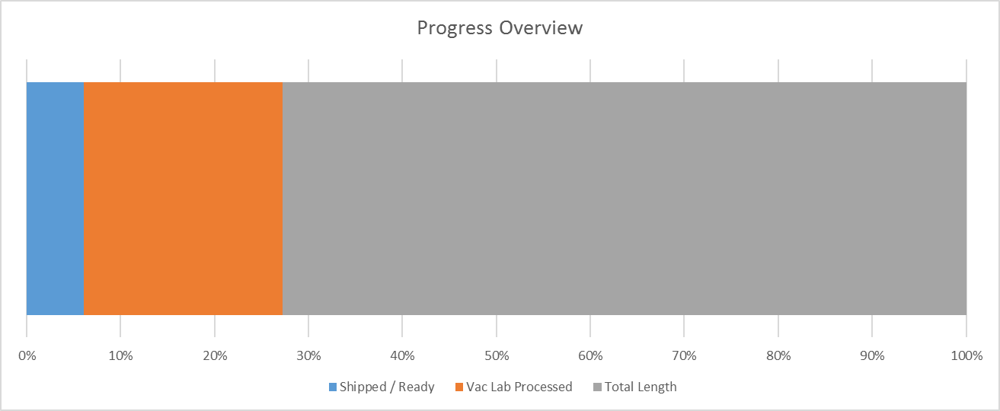 Progress Overview
0% 10% 20% 30% 40% 50% 60% 70% 80% 90% 100%
Shipped / Ready Vac Lab Processed Total Length